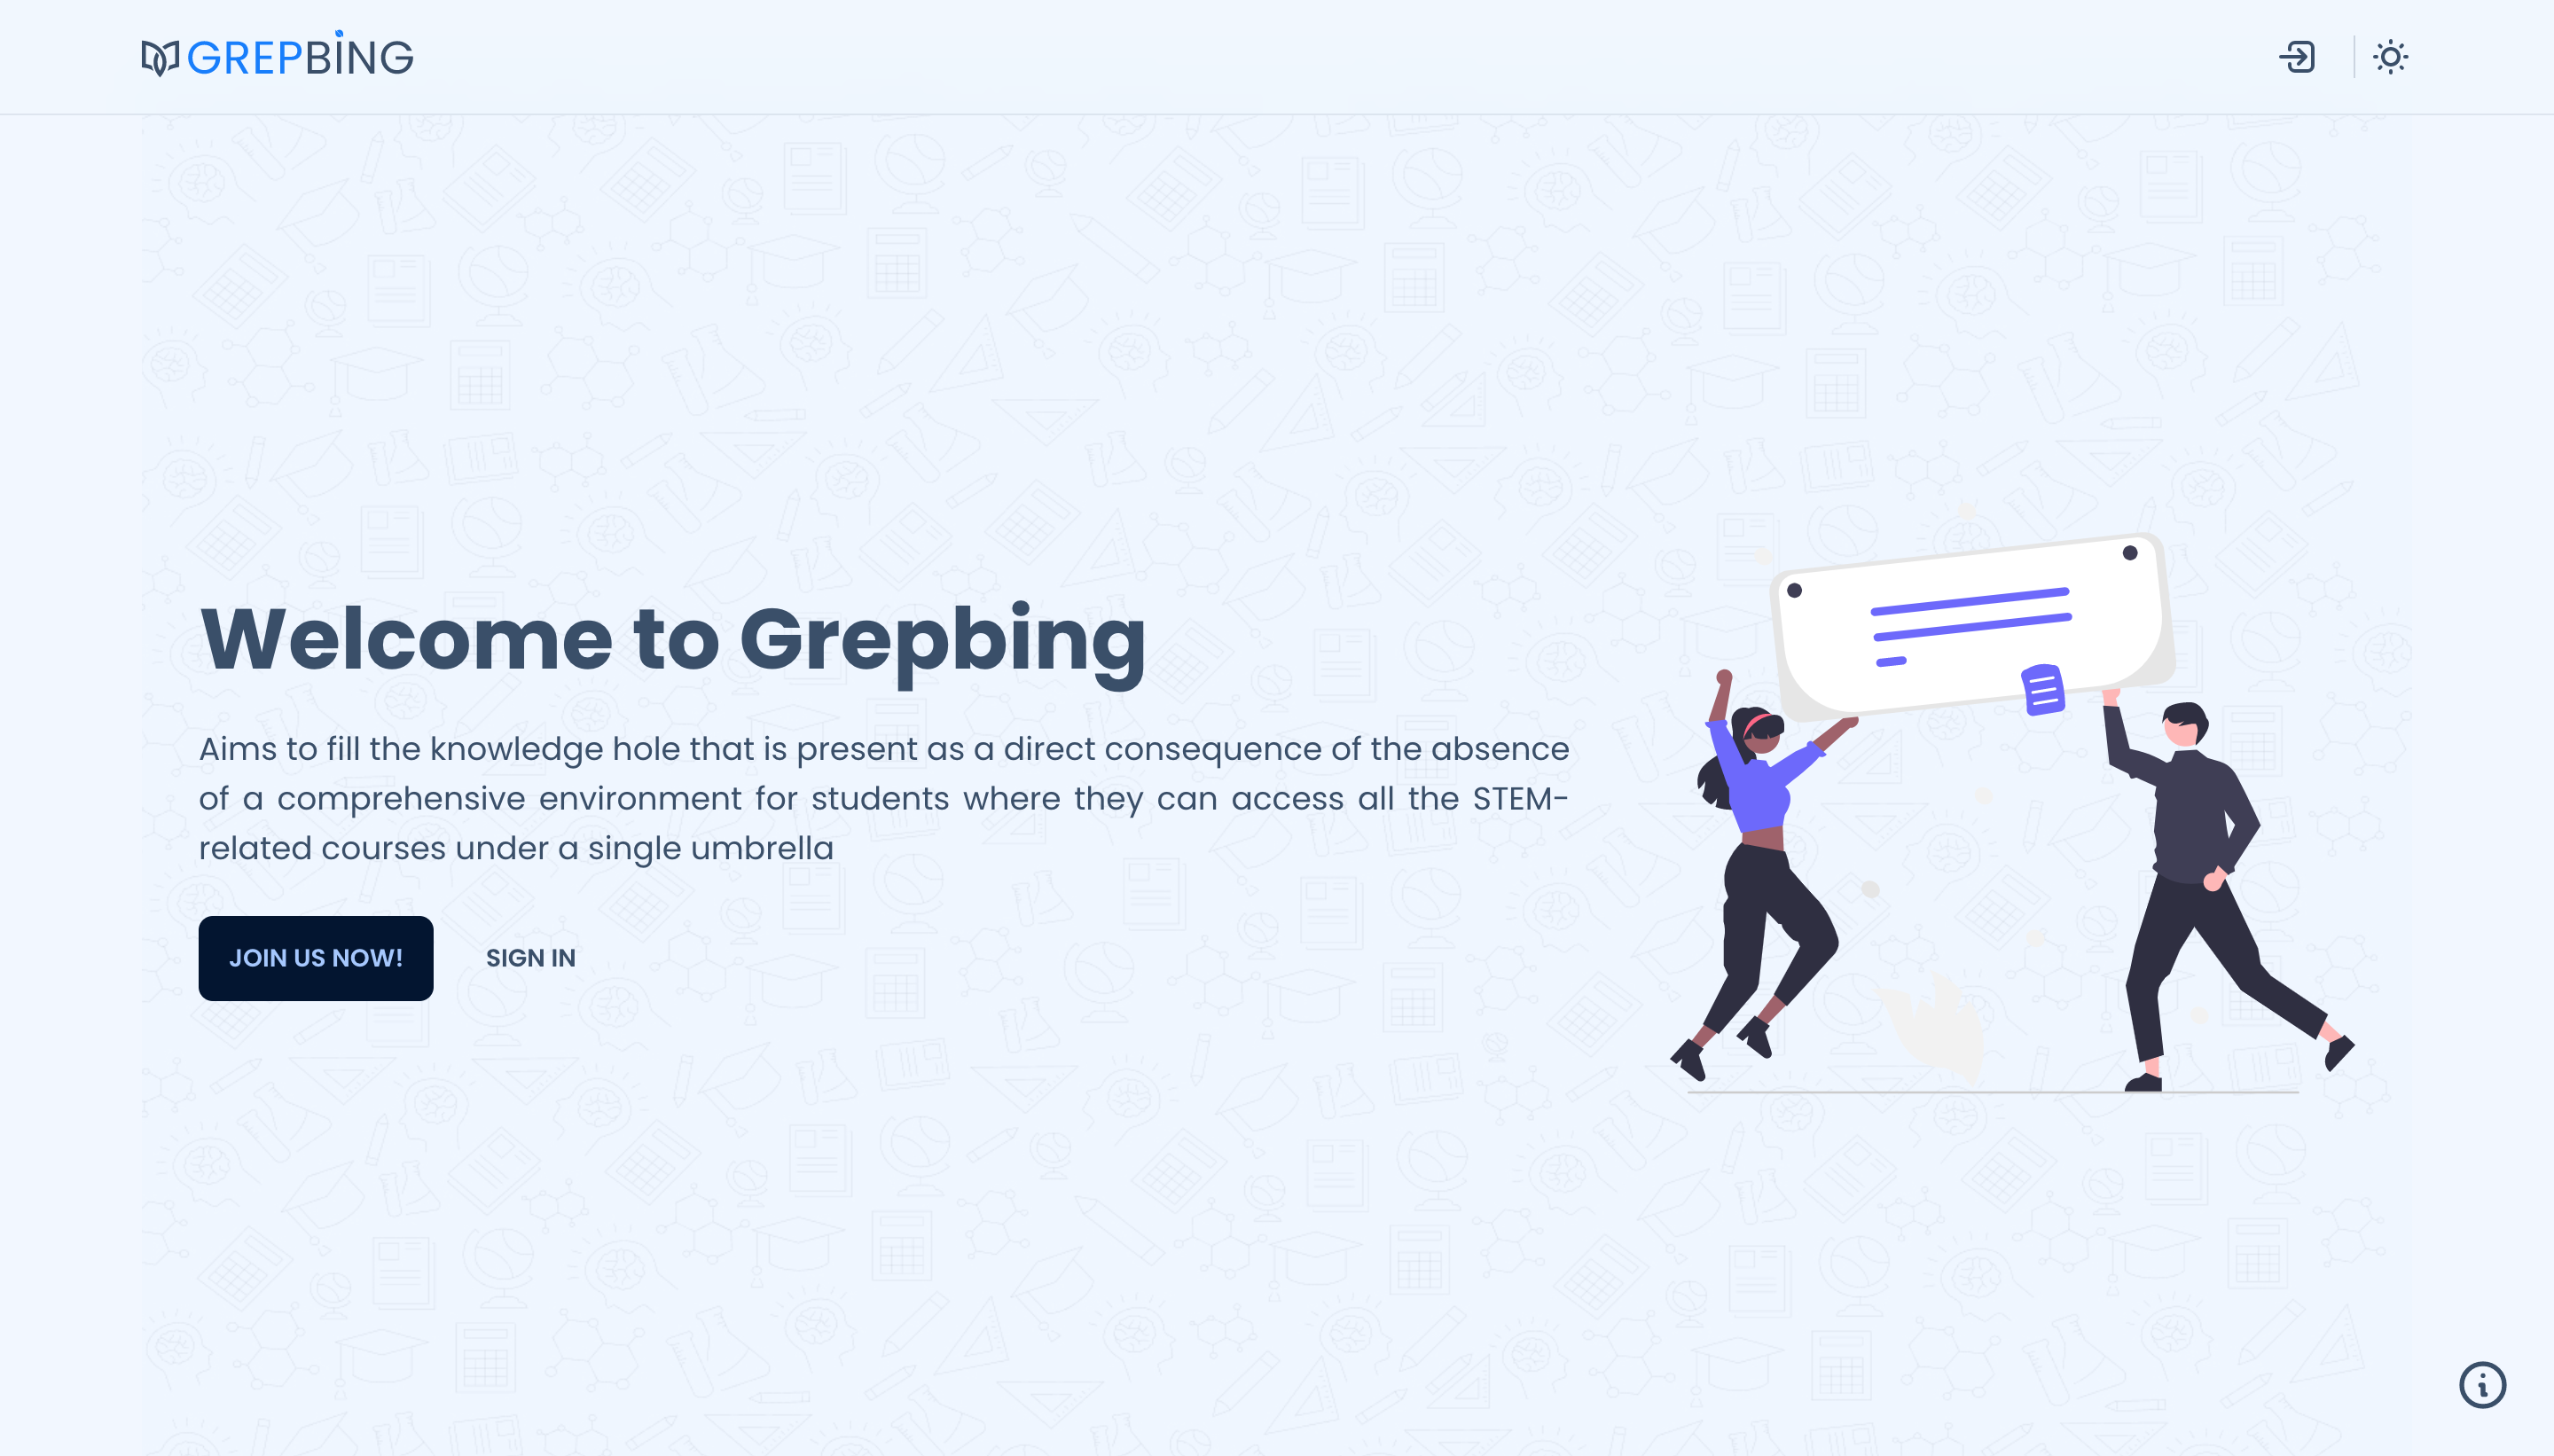 GREPBING
Welcome to Grepbing
Aims to fill the knowledge hole that is present as a direct consequence of the absence
of a comprehensive environment for students where they can access all the STEM-
related courses under a single umbrella
JOIN US NOW!
SIGN IN